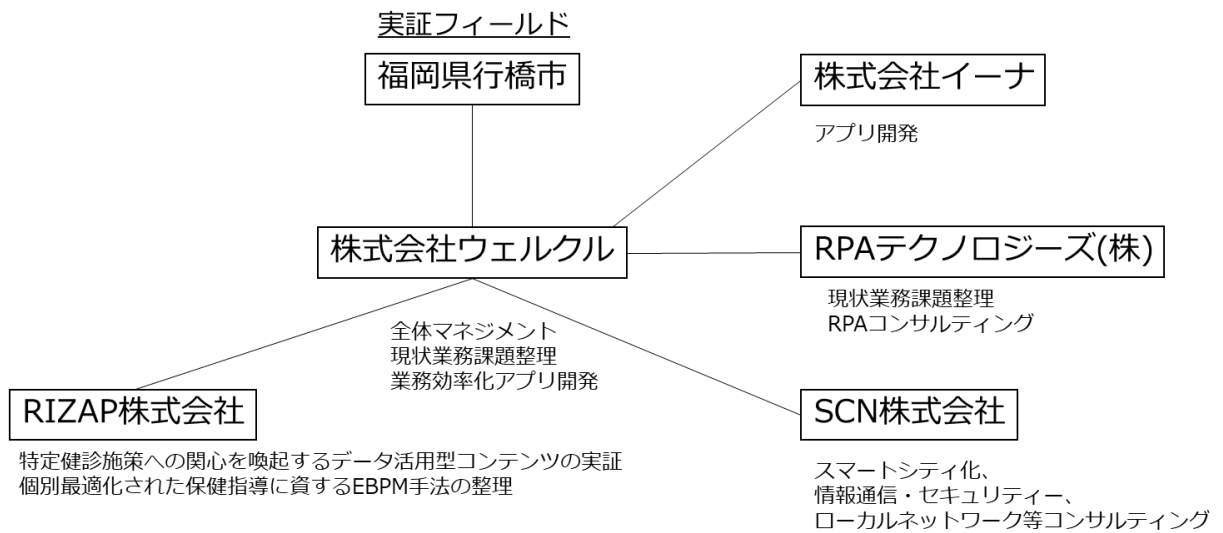 実証フィールド
福岡県行橋市
株式会社イーナ
アプリ開発
株式会社ウェルクル
全体マネジメント
現状業務課題整理
業務効率化アプリ開発
RPAテクノロジーズ(株)
現状業務課題整理
RPAコンサルティング
RIZAP株式会社
特定健診施策への関心を喚起するデータ活用型コンテンツの実証
個別最適化された保健指導に資するEBPM手法の整理
SCN株式会社
スマートシティ化、
情報通信・セキュリティー、
ローカルネットワーク等コンサルティング